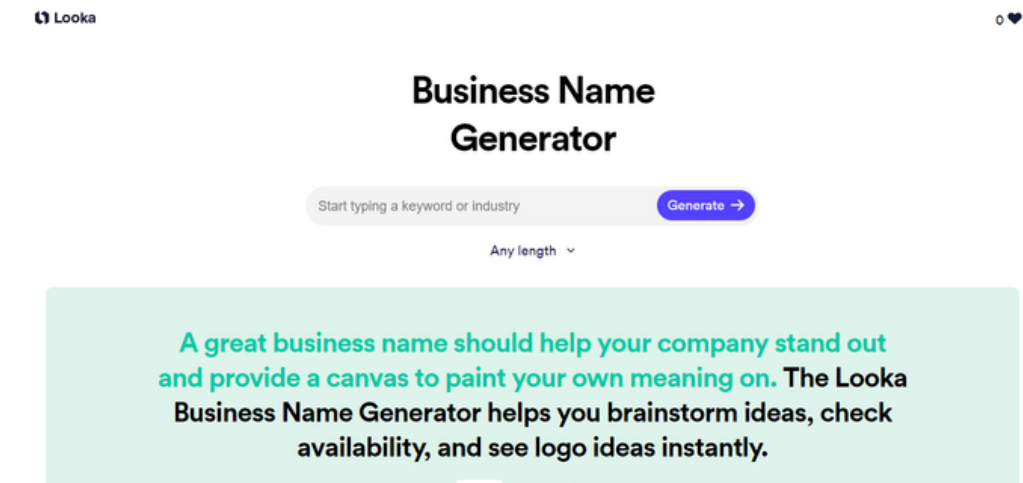 Looka
0
Business Name
Generator
Start typing a keyword or industry
Generate
Any length
A great business name should help your company stand out
and provide a canvas to paint your own meaning on. The Looka
Business Name Generator helps you brainstorm ideas, check
availability, and see logo ideas instantly.